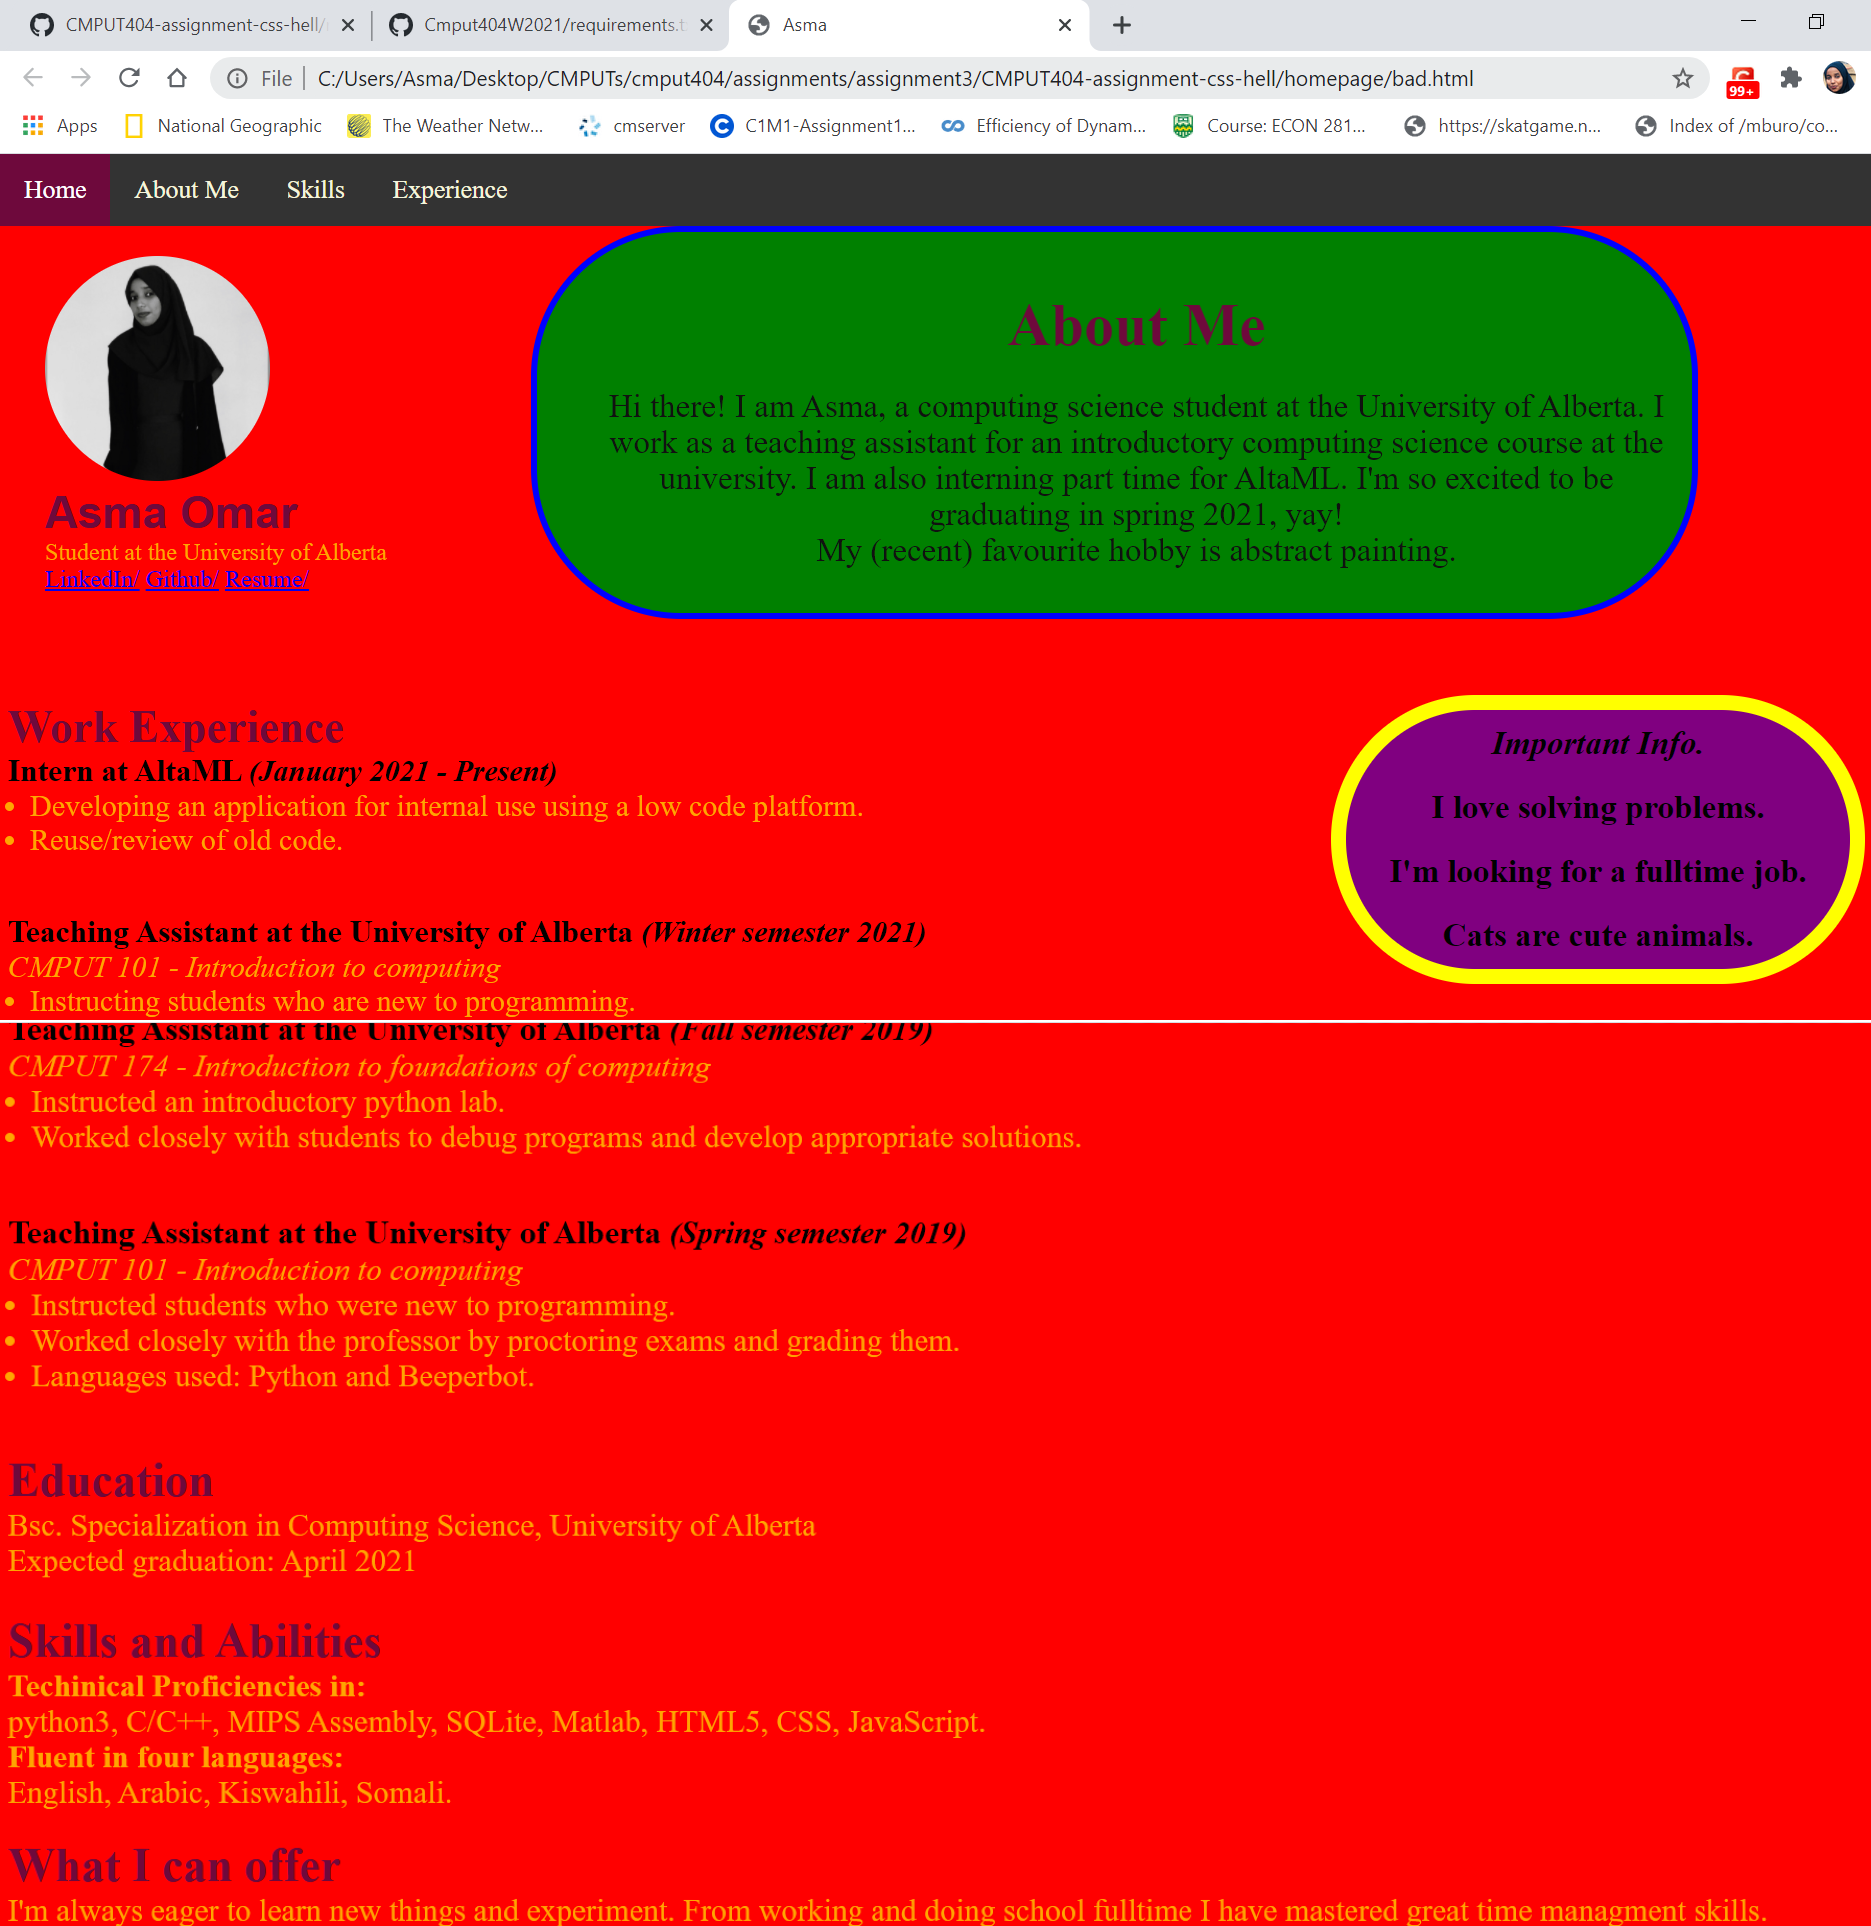 CMPUT404-assignment-css-hell/
Cmput404W2021/requirements.t
Asma
File
C:/Users/Asma/Desktop/CMPUTs/cmput404/assignments/assignment3/CMPUT404-assignment-css-hell/homepage/bad.html
99+
Apps
National Geographic
The Weather Netw...
cmserver
C1M1-Assignment1...
Efficiency of Dynam...
Course: ECON 281...
https://skatgame.n...
Index of /mburo/co...
Home
About Me
Skills
Experience
Asma Omar
Student at the University of Alberta
LinkedIn/ Github/ Resume/
About Me
Hi there! I am Asma, a computing science student at the University of Alberta. I
work as a teaching assistant for an introductory computing science course at the
university. I am also interning part time for AltaML. I'm so excited to be
graduating in spring 2021, yay!
My (recent) favourite hobby is abstract painting.
Work Experience
Intern at AltaML (January 2021 - Present)
• Developing an application for internal use using a low code platform.
• Reuse/review of old code.
Teaching Assistant at the University of Alberta (Winter semester 2021)
CMPUT 101 - Introduction to computing
• Instructing students who are new to programming.
Important Info.
I love solving problems.
I'm looking for a fulltime job.
Cats are cute animals.
Teaching Assistant at the University of Alberta (Fall semester 2019)
CMPUT 174 - Introduction to foundations of computing
• Instructed an introductory python lab.
• Worked closely with students to debug programs and develop appropriate solutions.
Teaching Assistant at the University of Alberta (Spring semester 2019)
CMPUT 101 - Introduction to computing
• Instructed students who were new to programming.
• Worked closely with the professor by proctoring exams and grading them.
• Languages used: Python and Beeperbot.
Education
Bsc. Specialization in Computing Science, University of Alberta
Expected graduation: April 2021
Skills and Abilities
Techinical Proficiencies in:
python3, C/C++, MIPS Assembly, SQLite, Matlab, HTML5, CSS, JavaScript.
Fluent in four languages:
English, Arabic, Kiswahili, Somali.
What I can offer
I'm always eager to learn new things and experiment. From working and doing school fulltime I have mastered great time managment skills.